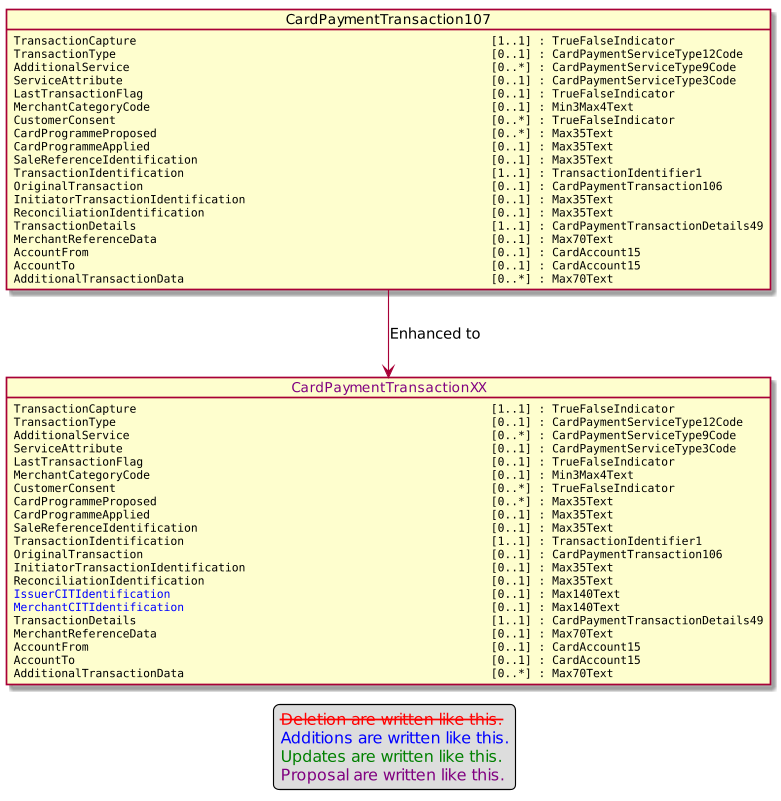 CardPaymentTransaction107
TransactionCapture [1..1] : TrueFalseIndicator
TransactionType [0..1] : CardPaymentServiceType12Code
AdditionalService [0..*] : CardPaymentServiceType9Code
ServiceAttribute [0..1] : CardPaymentServiceType3Code
LastTransactionFlag [0..1] : TrueFalseIndicator
MerchantCategoryCode [0..1] : Min3Max4Text
CustomerConsent [0..*] : TrueFalseIndicator
CardProgrammeProposed [0..*] : Max35Text
CardProgrammeApplied [0..1] : Max35Text
SaleReferenceIdentification [0..1] : Max35Text
TransactionIdentification [1..1] : TransactionIdentifier1
OriginalTransaction [0..1] : CardPaymentTransaction106
InitiatorTransactionIdentification [0..1] : Max35Text
ReconciliationIdentification [0..1] : Max35Text
TransactionDetails [1..1] : CardPaymentTransactionDetails49
MerchantReferenceData [0..1] : Max70Text
AccountFrom [0..1] : CardAccount15
AccountTo [0..1] : CardAccount15
AdditionalTransactionData [0..*] : Max70Text
Enhanced to
CardPaymentTransactionXX
TransactionCapture [1..1] : TrueFalseIndicator
TransactionType [0..1] : CardPaymentServiceType12Code
AdditionalService [0..*] : CardPaymentServiceType9Code
ServiceAttribute [0..1] : CardPaymentServiceType3Code
LastTransactionFlag [0..1] : TrueFalseIndicator
MerchantCategoryCode [0..1] : Min3Max4Text
CustomerConsent [0..*] : TrueFalseIndicator
CardProgrammeProposed [0..*] : Max35Text
CardProgrammeApplied [0..1] : Max35Text
SaleReferenceIdentification [0..1] : Max35Text
TransactionIdentification [1..1] : TransactionIdentifier1
OriginalTransaction [0..1] : CardPaymentTransaction106
InitiatorTransactionIdentification [0..1] : Max35Text
ReconciliationIdentification [0..1] : Max35Text
IssuerCITIdentification [0..1] : Max140Text
MerchantCITIdentification [0..1] : Max140Text
TransactionDetails [1..1] : CardPaymentTransactionDetails49
MerchantReferenceData [0..1] : Max70Text
AccountFrom [0..1] : CardAccount15
AccountTo [0..1] : CardAccount15
AdditionalTransactionData [0..*] : Max70Text
Deletion are written like this.
Additions are written like this.
Updates are written like this.
Proposal are written like this.